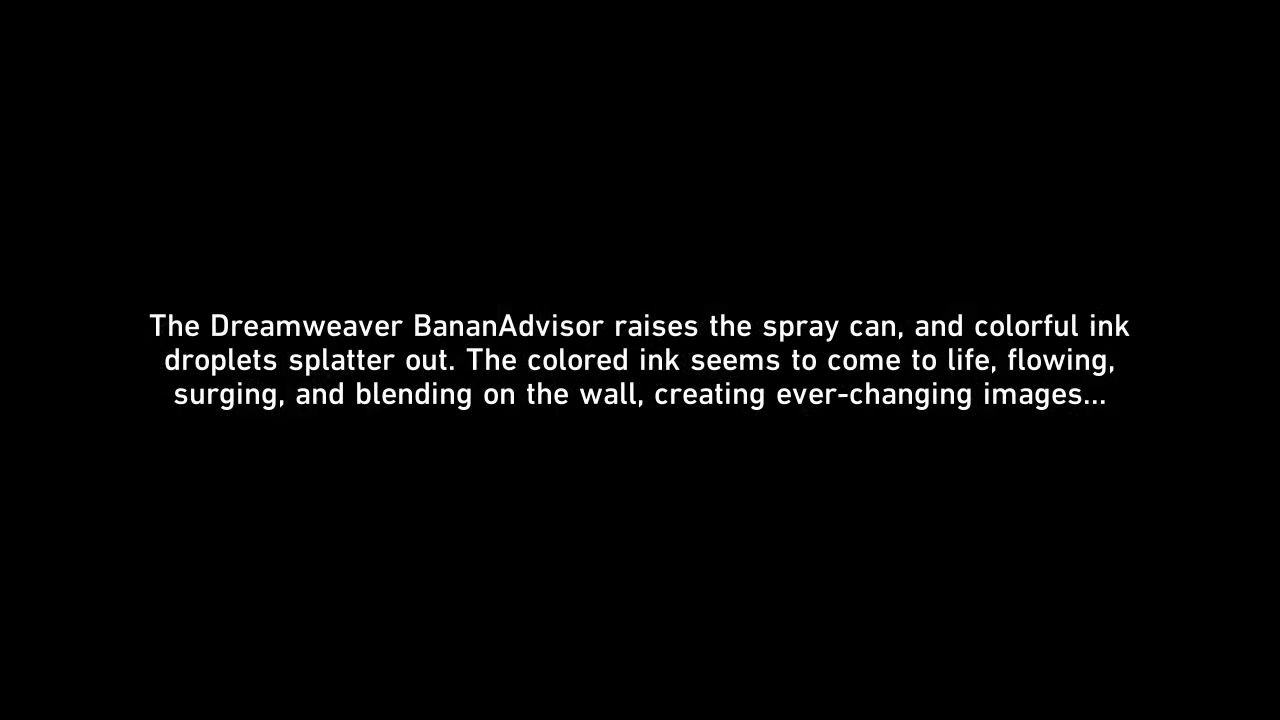 The Dreamweaver BananAdvisor raises the spray can, and colorful ink
droplets splatter out. The colored ink seems to come to life, flowing,
surging, and blending on the wall, creating ever-changing images...